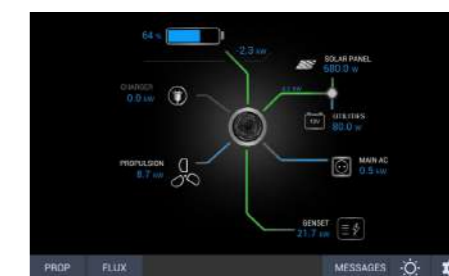 64 %
-2.3 kW
SOLAR PANEL
680.0 W
CHARGER
0.0 kW
12V
UTILITIES
80.0 W
PROPULSION
8.7 kW
MAIN AC
0.5 kW
GENSET
21.7 kW
PROP
FLUX
MESSAGES